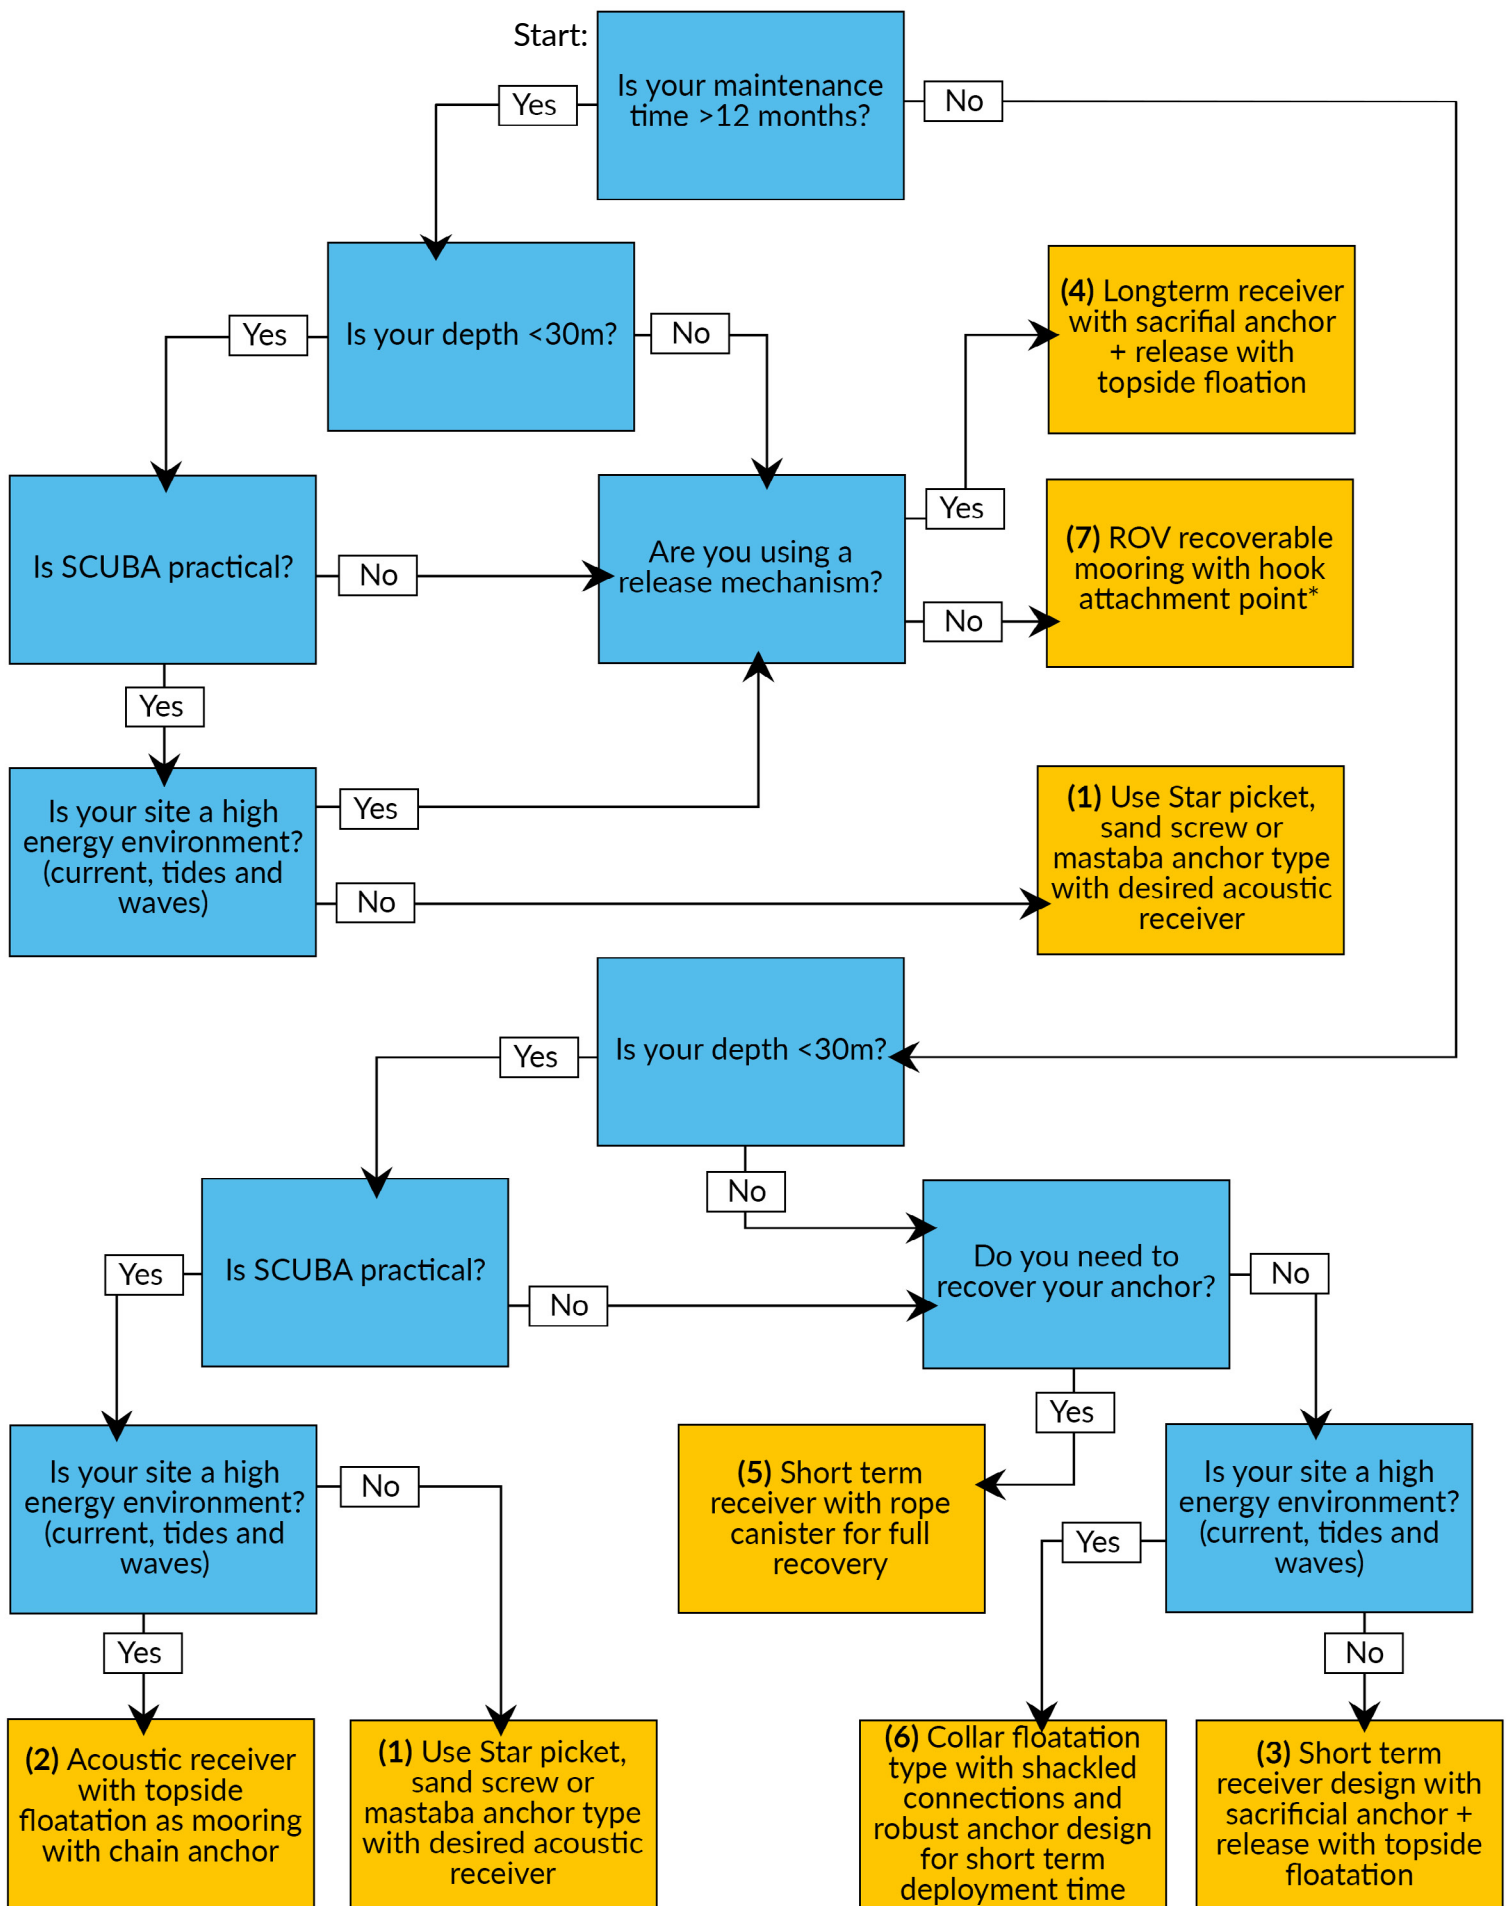 Start:
Is your maintenance
time >12 months?
Yes
No
Is your depth <30m?
Yes
No
(4) Longterm receiver
with sacrifial anchor
+ release with
topside floation
Is SCUBA practical?
No
Are you using a
release mechanism?
Yes
No
(7) ROV recoverable
mooring with hook
attachment point*
Yes
Is your site a high
energy environment?
(current, tides and
waves)
Yes
No
(1) Use Star picket,
sand screw or
mastaba anchor type
with desired acoustic
receiver
Is your depth <30m?
Yes
No
Is SCUBA practical?
Yes
No
Do you need to
recover your anchor?
No
Yes
Is your site a high
energy environment?
(current, tides and
waves)
No
Yes
(5) Short term
receiver with rope
canister for full
recovery
Is your site a high
energy environment?
(current, tides and
waves)
Yes
No
(2) Acoustic receiver
with topside
floatation as mooring
with chain anchor
(1) Use Star picket,
sand screw or
mastaba anchor type
with desired acoustic
receiver
(6) Collar floatation
type with shackled
connections and
robust anchor design
for short term
deployment time
(3) Short term
receiver design with
sacrificial anchor +
release with topside
floatation